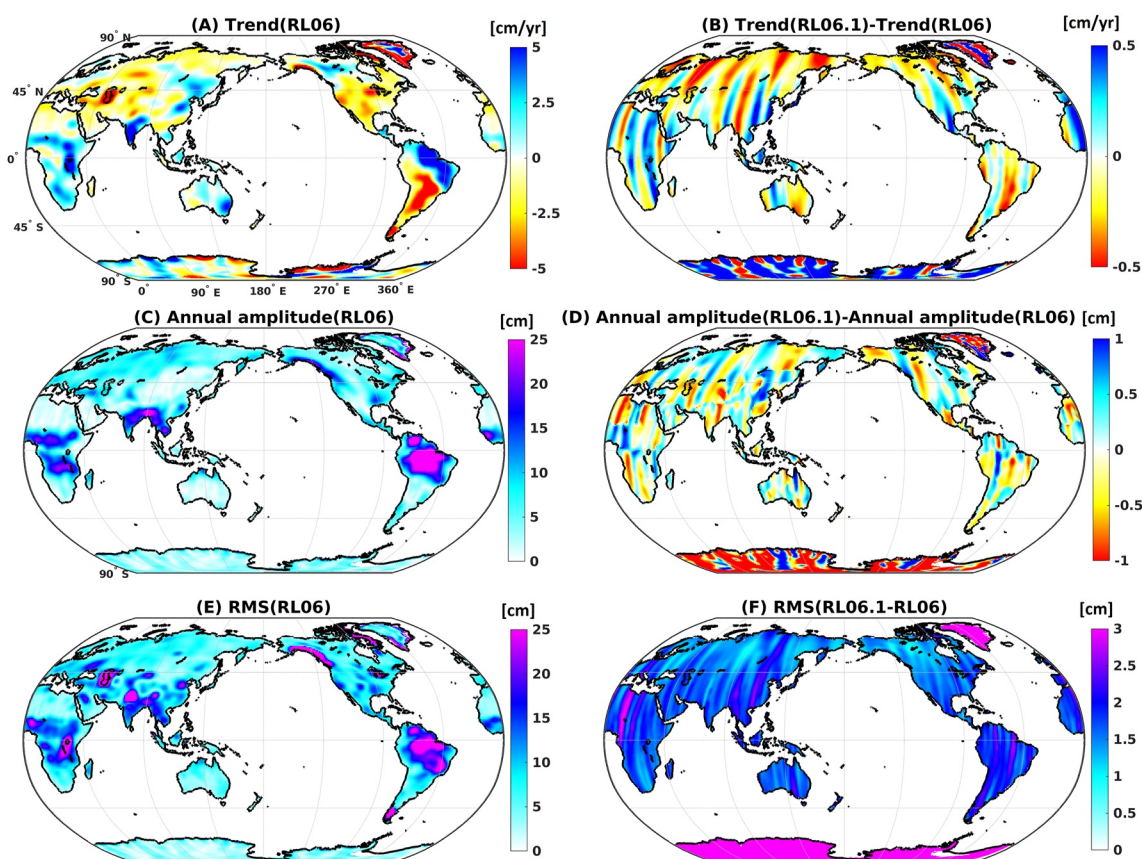 (A) Trend(RL06)
[cm/yr]
90° N
45° N
0°
45° S
90° S
0°
90° E
180° E
270° E
360° E
5
2.5
0
-2.5
-5
(B) Trend(RL06.1)-Trend(RL06)
[cm/yr]
0.5
0
-0.5
(C) Annual amplitude(RL06)
[cm]
90° S
25
20
15
10
5
0
(D) Annual amplitude(RL06.1)-Annual amplitude(RL06)
[cm]
1
0.5
0
-0.5
-1
(E) RMS(RL06)
[cm]
25
20
15
10
5
0
(F) RMS(RL06.1-RL06)
[cm]
3
2.5
2
1.5
1
0.5
0